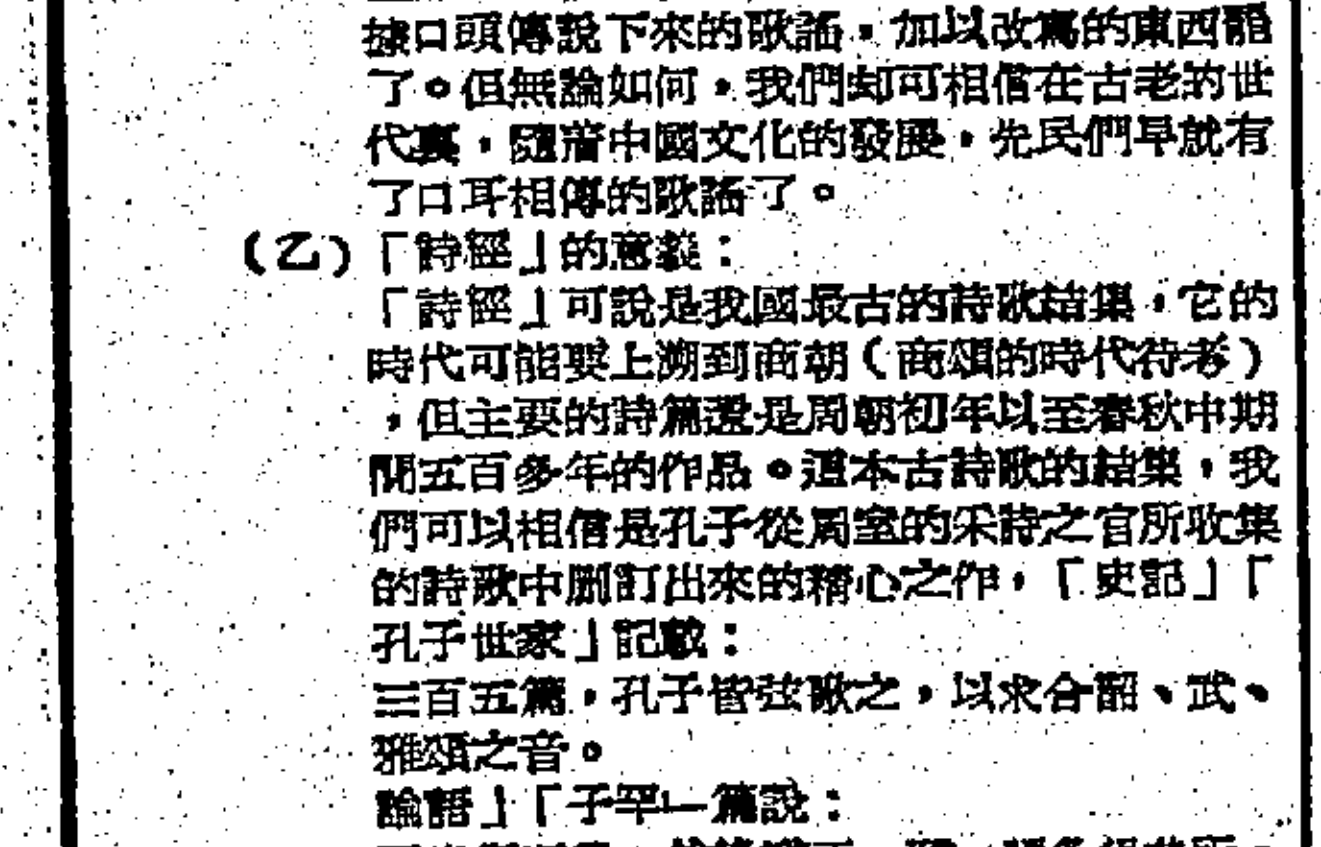 據口頭傳說下來的歌謠，加以改寫的東西罷
了。但無論如何，我們却可相信在古老的世
代裏，隨着中國文化的發展，先民們早就有
了口耳相傳的歌謠了。
（乙）「詩經」的意義：
「詩經」可說是我國最古的詩歌結集，它的
時代可能要上溯到商朝（商頌的時代待考）
，但主要的詩篇還是周朝初年以至春秋中期
間五百多年的作品。這本古詩歌的結集，我
們可以相信是孔子從周室的采詩之官所收集
的詩歌中刪訂出來的精心之作，「史記」「
孔子世家」記載：
三百五篇，孔子皆弦歌之，以求合韶、武、
雅頌之音。
論語」「子罕」篇說：